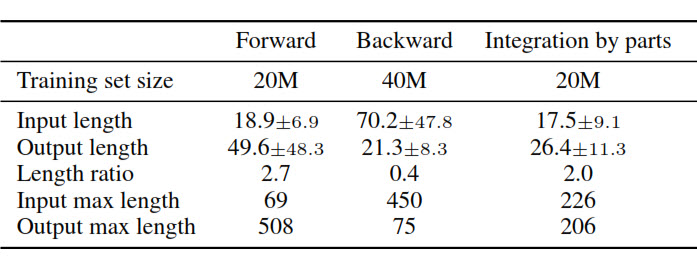 Forward Backward Integration by parts
Training set size 20M 40M 20M
Input length 18.9±6.9 70.2±47.8 17.5±9.1
Output length 49.6±48.3 21.3±8.3 26.4±11.3
Length ratio 2.7 0.4 2.0
Input max length 69 450 226
Output max length 508 75 206